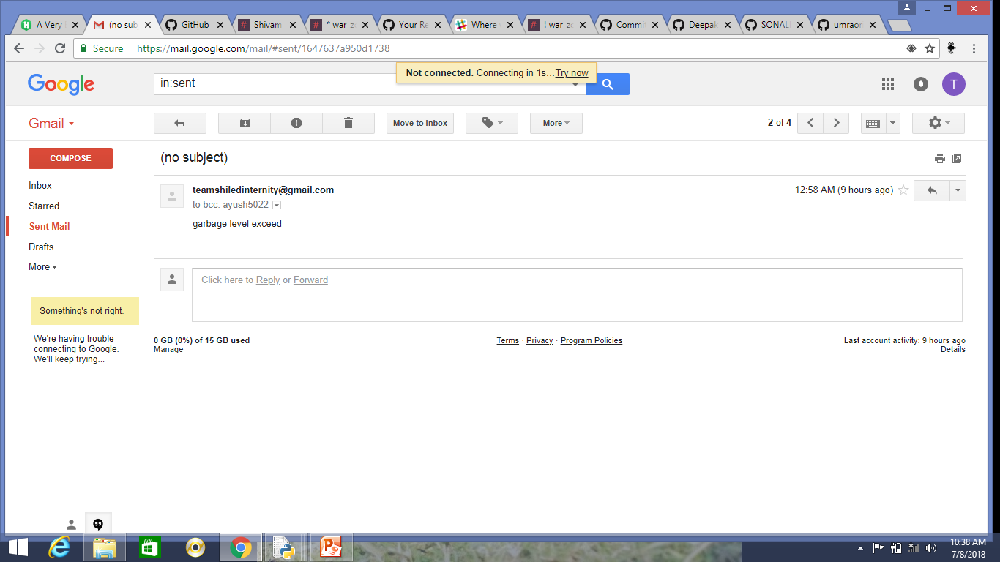 A Very
(no sub
GitHub
Shivam
* war_zo
Your Re
Where
! war_zo
Commi
Deepak
SONALI
umraor
Secure
https://mail.google.com/mail/#sent/1647637a950d1738
Not connected. Connecting in 1s...Try now
Google
in:sent
T
Gmail
Move to Inbox
More
2 of 4
COMPOSE
(no subject)
Inbox
Starred
Sent Mail
Drafts
More
teamshiledinternity@gmail.com
12:58 AM (9 hours ago)
to bcc: ayush5022
garbage level exceed
Click here to Reply or Forward
Something's not right.
We're having trouble
connecting to Google.
We'll keep trying...
0 GB (0%) of 15 GB used
Manage
Terms · Privacy · Program Policies
Last account activity: 9 hours ago
Details
10:38 AM
7/8/2018